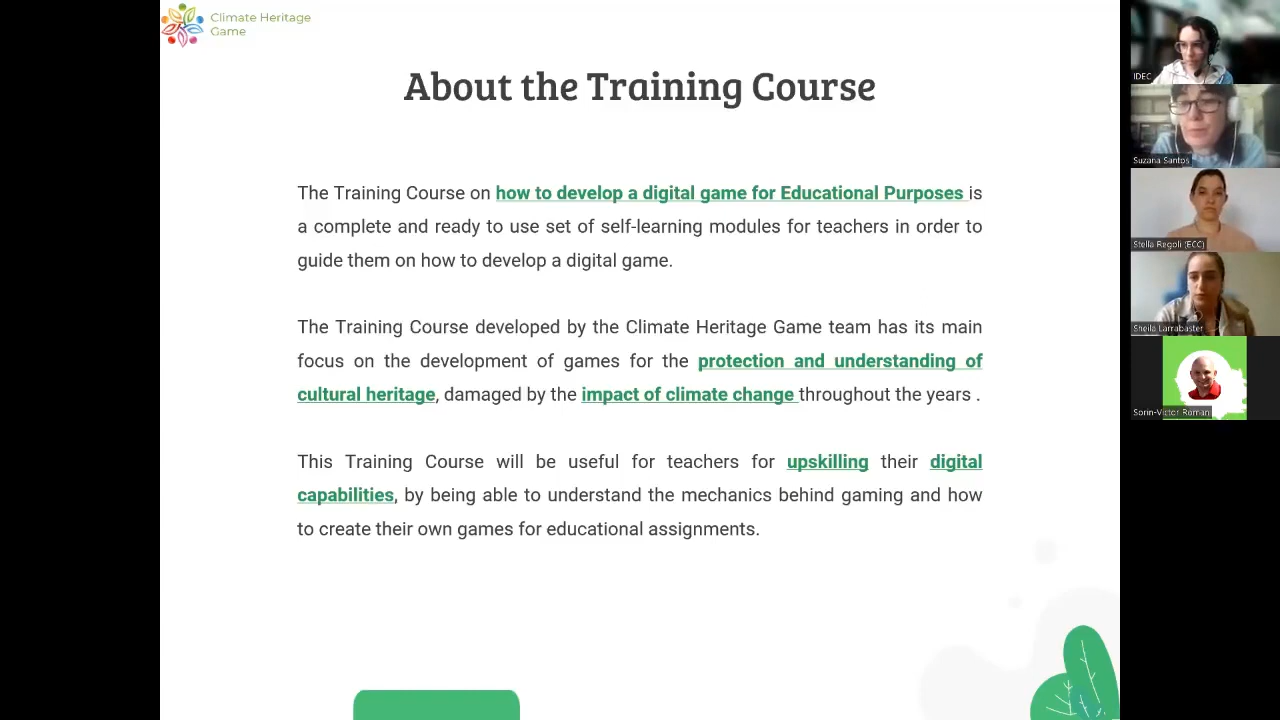 Climate Heritage
Game
About the Training Course
The Training Course on how to develop a digital game for Educational Purposes is
a complete and ready to use set of self-learning modules for teachers in order to
guide them on how to develop a digital game.
The Training Course developed by the Climate Heritage Game team has its main
focus on the development of games for the protection and understanding of
cultural heritage, damaged by the impact of climate change throughout the years .
This Training Course will be useful for teachers for upskilling their digital
capabilities, by being able to understand the mechanics behind gaming and how
to create their own games for educational assignments.
IDEC
Suzana Santos
Stella Regoli (ECC)
Sheila Larrabaster
Sorin-Victor Roman